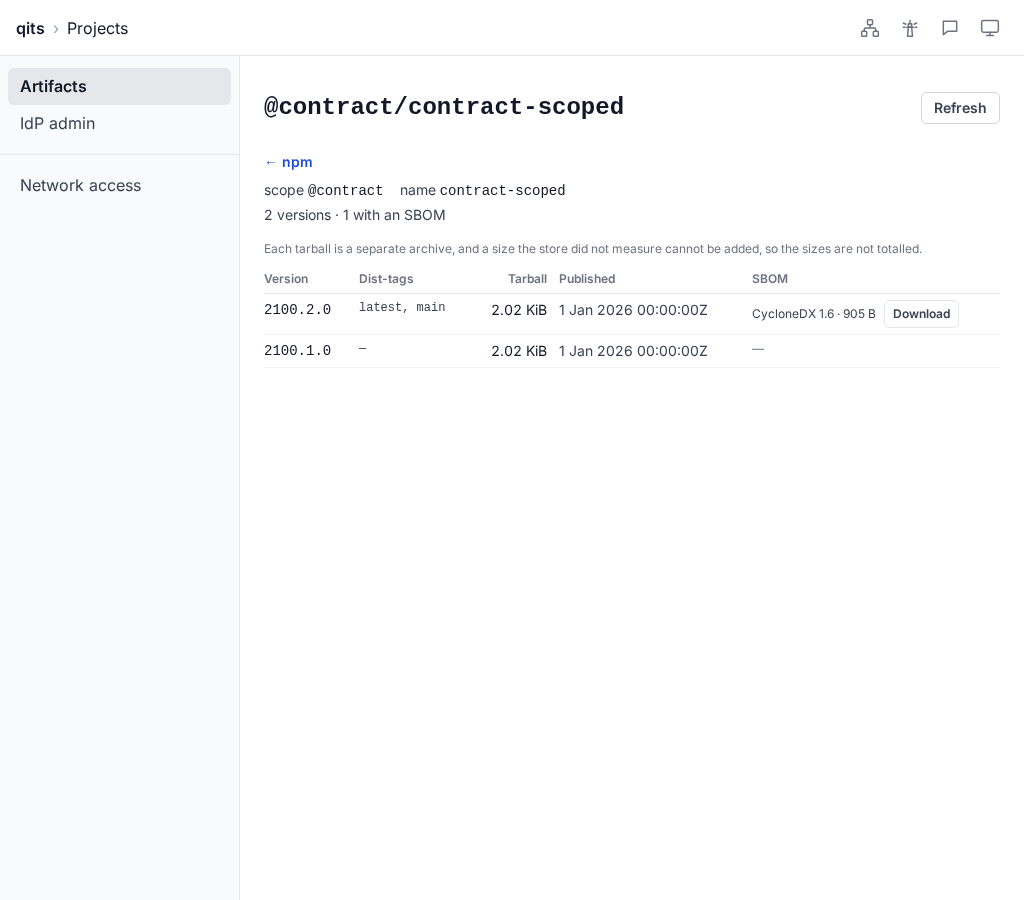 qits › Projects
Artifacts
IdP admin
Network access
@contract/contract-scoped
Refresh
← npm
scope @contract name contract-scoped
2 versions · 1 with an SBOM
Each tarball is a separate archive, and a size the store did not measure cannot be added, so the sizes are not totalled.
Version Dist-tags Tarball Published SBOM
2100.2.0 latest, main 2.02 KiB 1 Jan 2026 00:00:00Z CycloneDX 1.6 · 905 B Download
2100.1.0 — 2.02 KiB 1 Jan 2026 00:00:00Z —